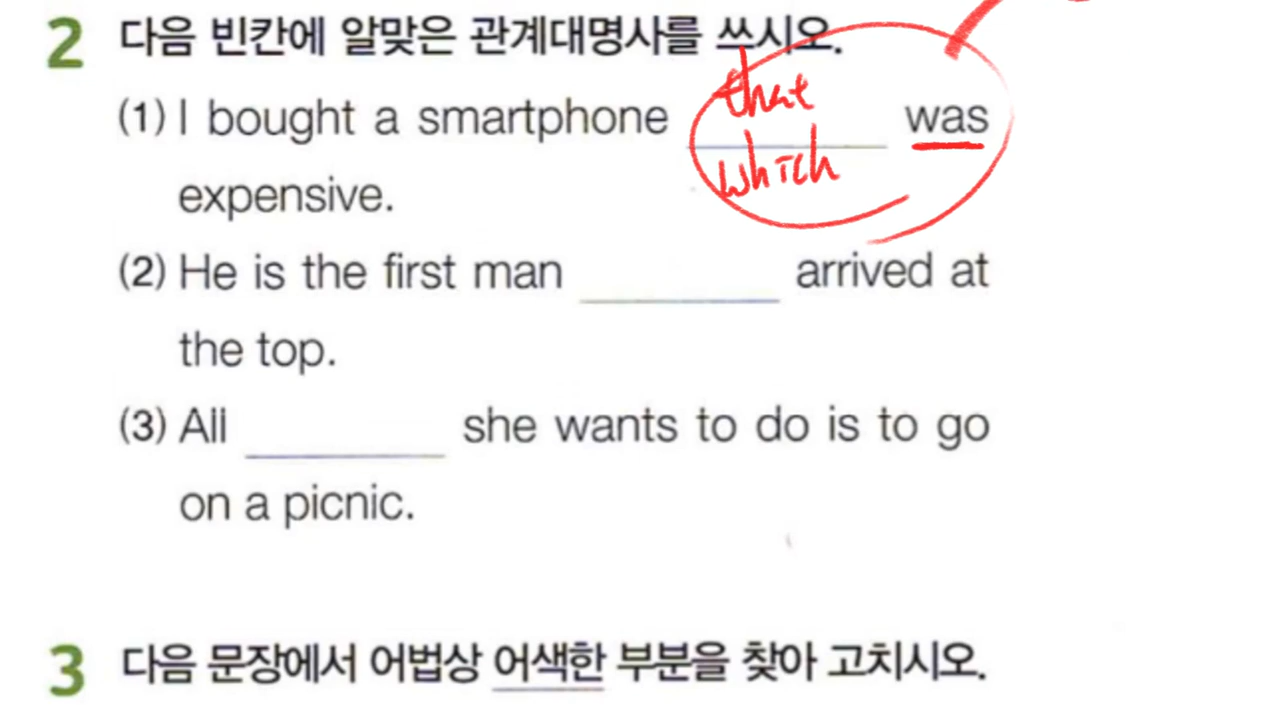 2 다음 빈칸에 알맞은 관계대명사를 쓰시오.
that
(1) I bought a smartphone ________ was
which
expensive.
(2) He is the first man ________ arrived at
the top.
(3) All ________ she wants to do is to go
on a picnic.
3 다음 문장에서 어법상 어색한 부분을 찾아 고치시오.